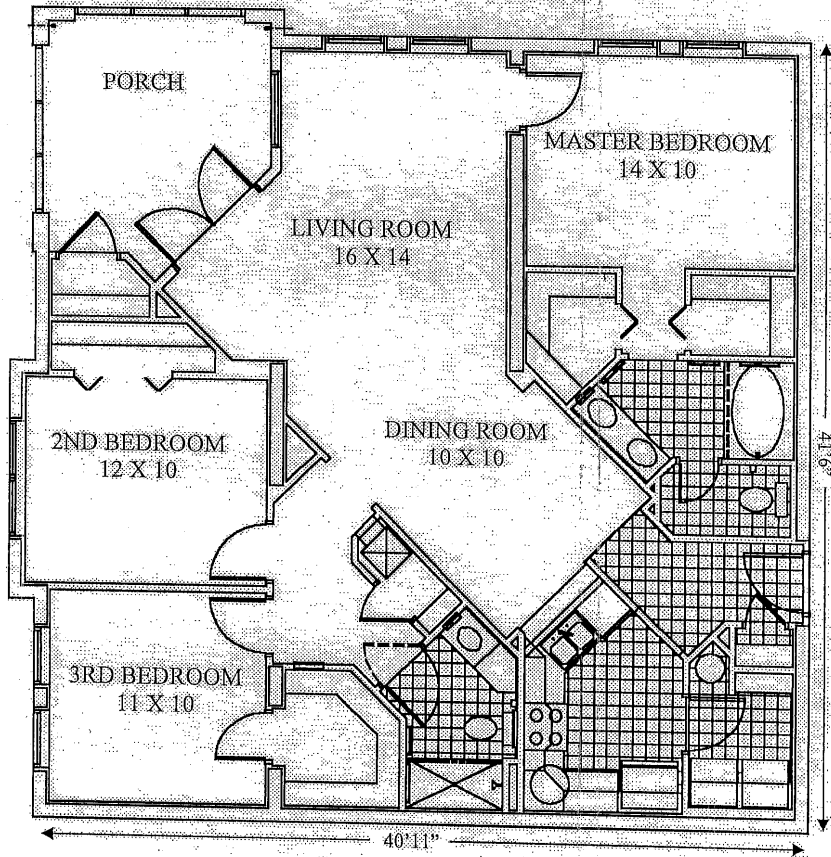 PORCH
MASTER BEDROOM
14 X 10
LIVING ROOM
16 X 14
2ND BEDROOM
12 X 10
DINING ROOM
10 X 10
41'6"
3RD BEDROOM
11 X 10
40'11"